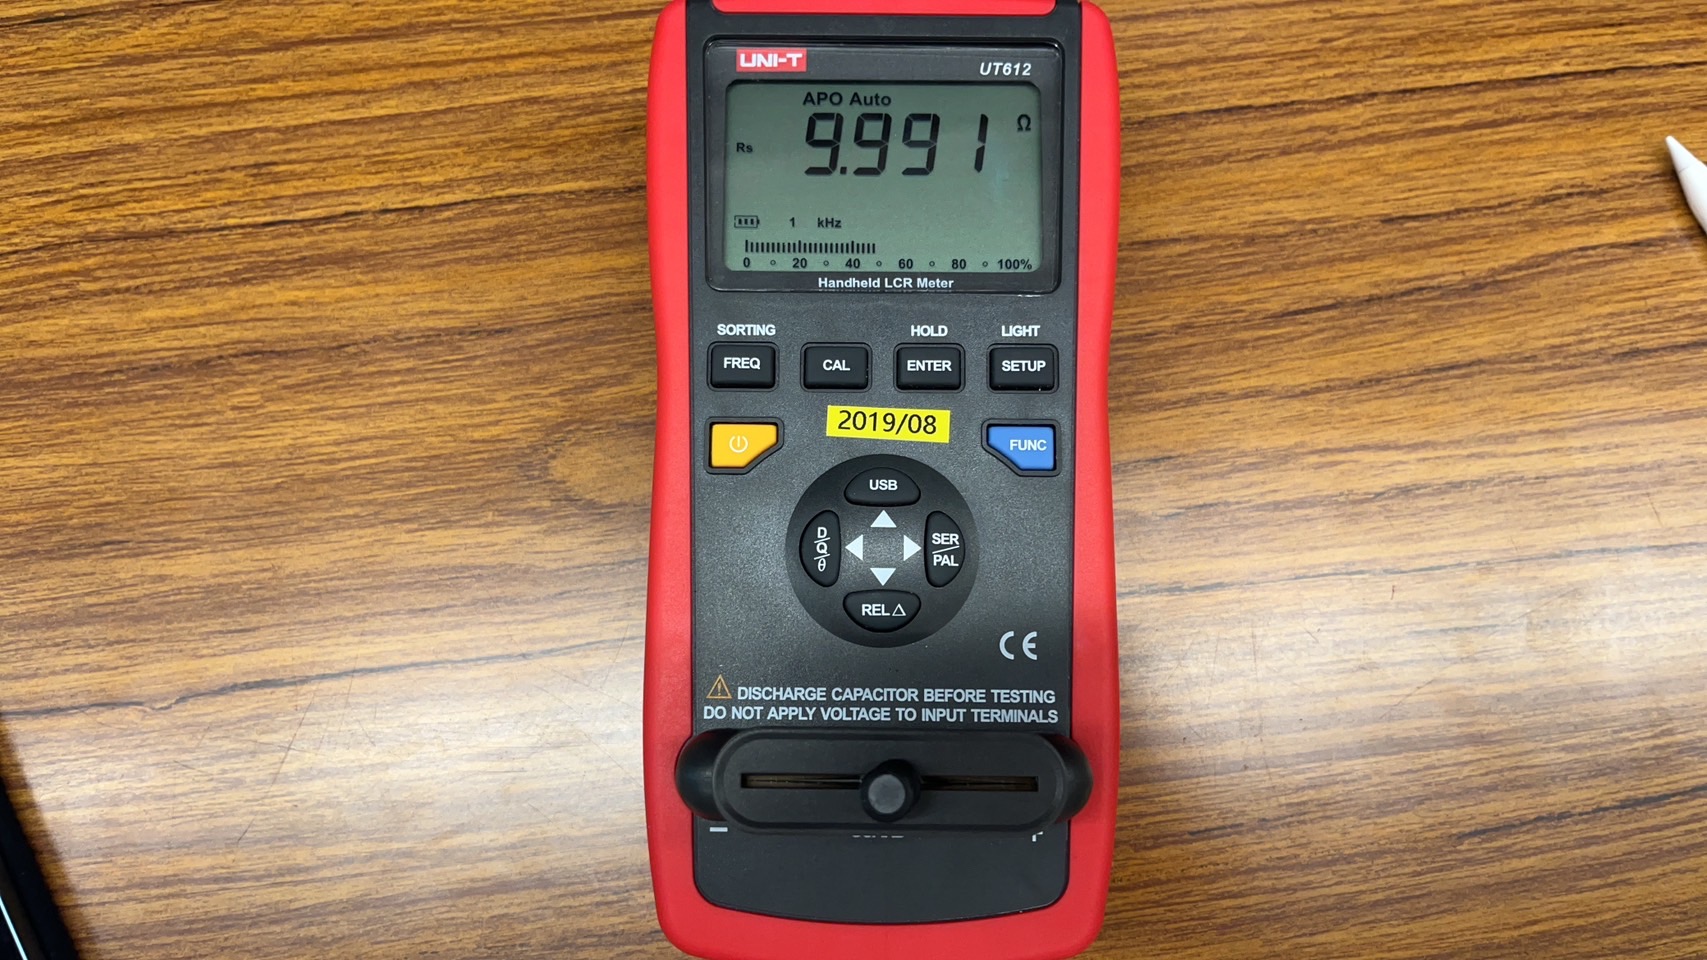 UNI-T
UT612
APO Auto
9.991 Ω
Rs
1 kHz
0 20 40 60 80 100%
Handheld LCR Meter
SORTING HOLD LIGHT
FREQ CAL ENTER SETUP
2019/08
FUNC
USB
D/Q/θ
SER/PAL
REL △
CE
DISCHARGE CAPACITOR BEFORE TESTING
DO NOT APPLY VOLTAGE TO INPUT TERMINALS
− +